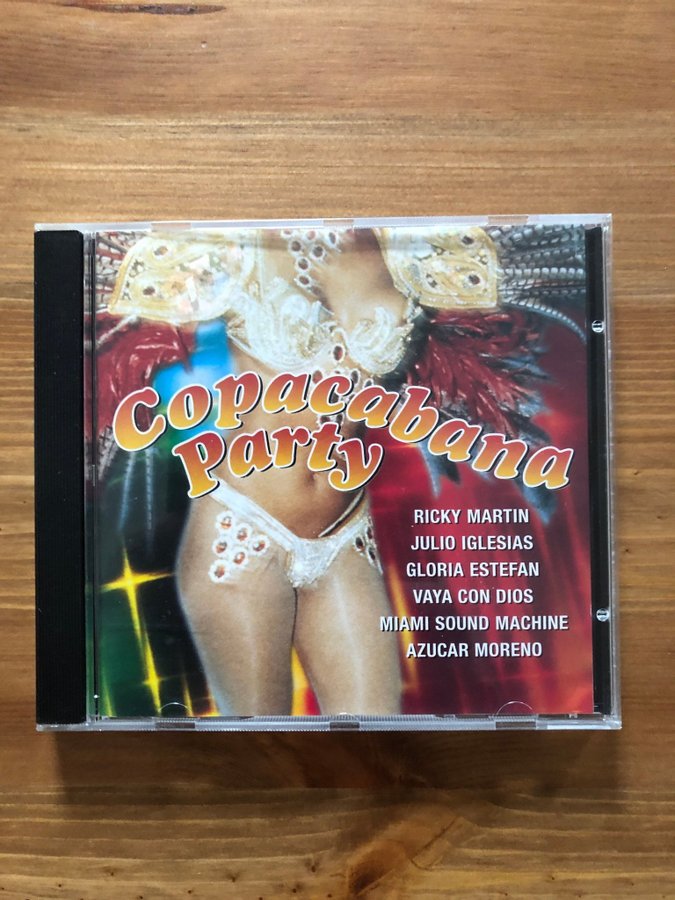 Copacabana
Party
RICKY MARTIN
JULIO IGLESIAS
GLORIA ESTEFAN
VAYA CON DIOS
MIAMI SOUND MACHINE
AZUCAR MORENO